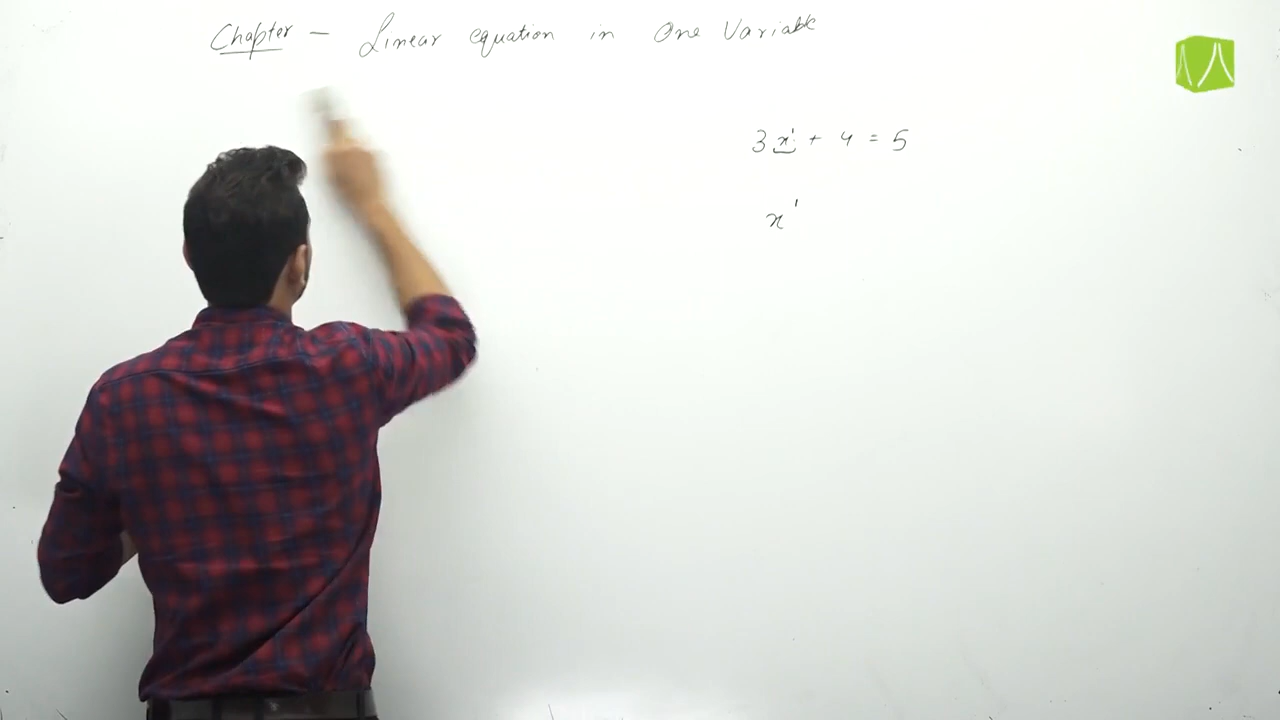 Chapter - Linear equation in One Variable
3x¹ + 4 = 5
x¹